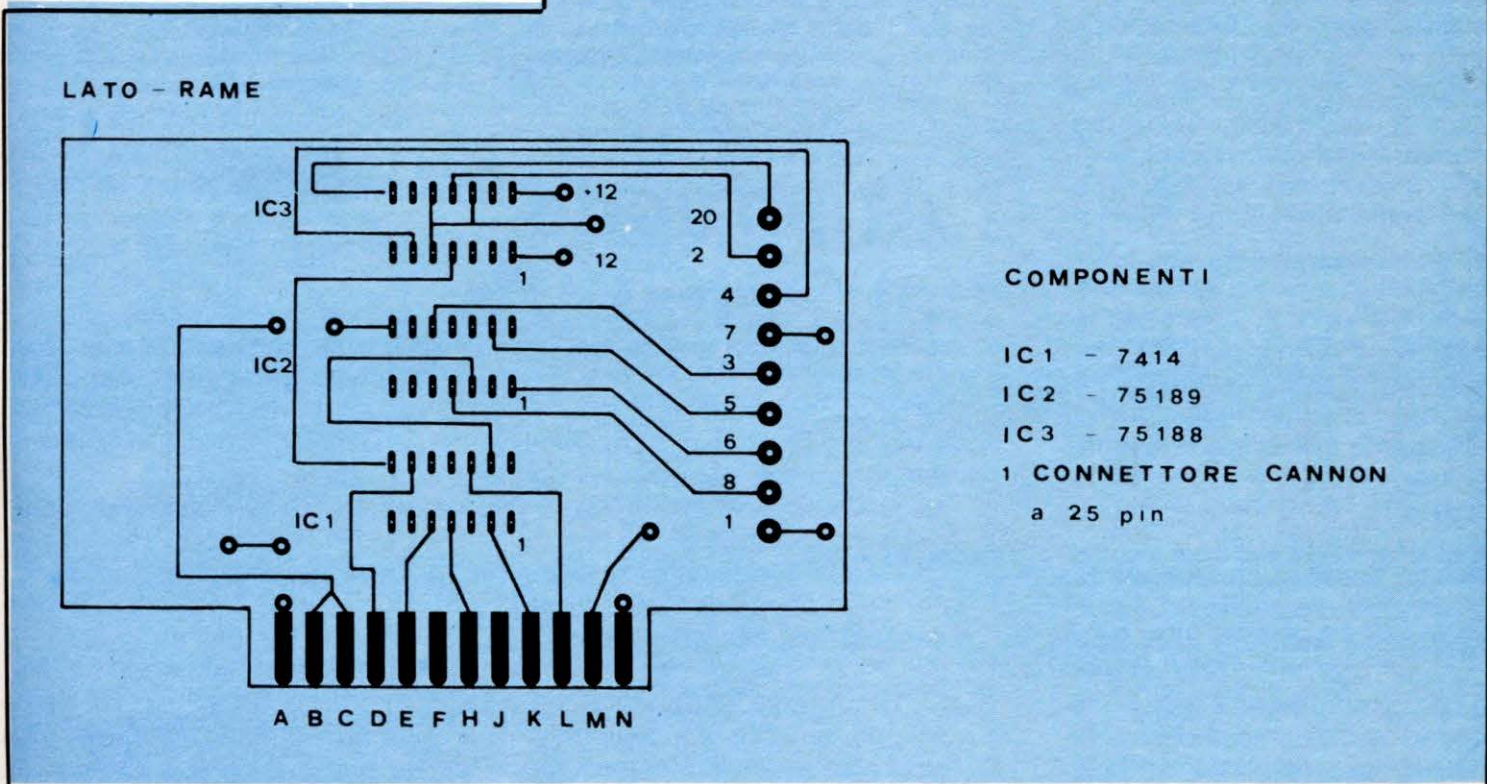 LATO - RAME
IC3
+12
12
1
20
2
4
7
3
5
6
8
1
IC2
1
IC1
1
A B C D E F H J K L M N
COMPONENTI
IC1 - 7414
IC2 - 75189
IC3 - 75188
1 CONNETTORE CANNON
a 25 pin